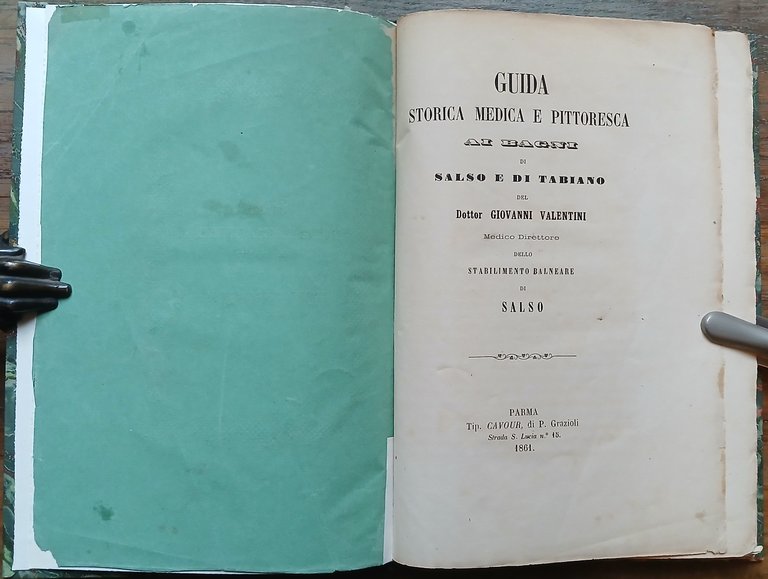 GUIDA
STORICA MEDICA E PITTORESCA
AI BAGNI
DI
SALSO E DI TABIANO
DEL
Dottor GIOVANNI VALENTINI
Medico Direttore
DELLO
STABILIMENTO BALNEARE
DI
SALSO
PARMA
Tip. CAVOUR, di P. Grazioli
Strada S. Lucia n.° 15.
1861.